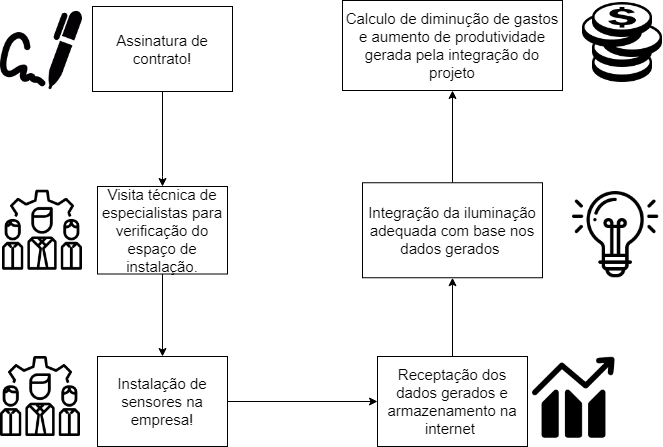 Assinatura de
contrato!
Visita técnica de
especialistas para
verificação do
espaço de
instalação.
Instalação de
sensores na
empresa!
Receptação dos
dados gerados e
armazenamento na
internet
Integração da iluminação
adequada com base nos
dados gerados
Calculo de diminução de gastos
e aumento de produtividade
gerada pela integração do
projeto
$